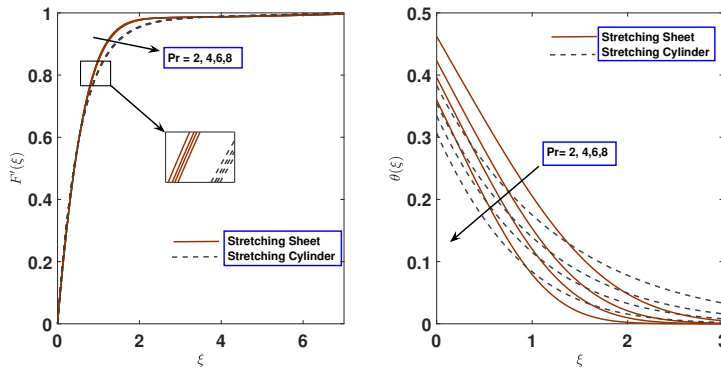 1
0.8
0.6
0.4
0.2
0
0
2
4
6
F'(ξ)
ξ
Pr = 2, 4,6,8
Stretching Sheet
Stretching Cylinder
0.5
0.4
0.3
0.2
0.1
0
0
1
2
3
θ(ξ)
ξ
Stretching Sheet
Stretching Cylinder
Pr= 2, 4,6,8